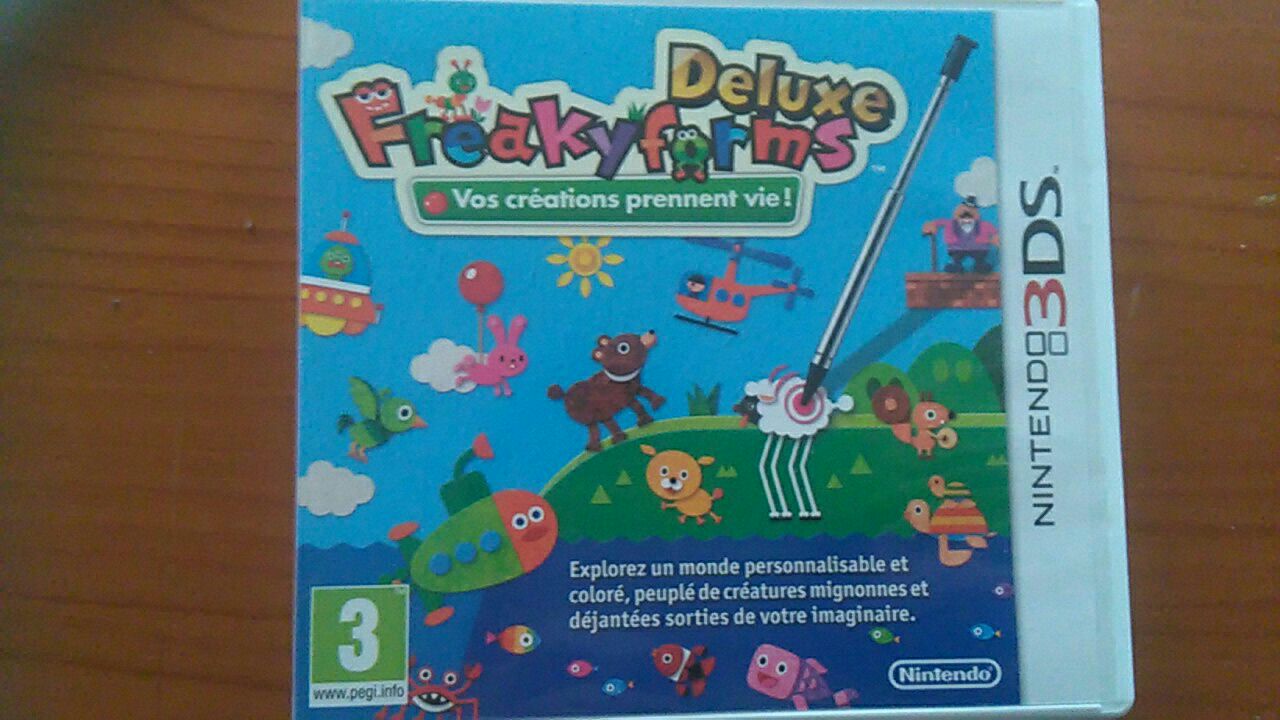 Deluxe
Freakyforms
Vos créations prennent vie!
NINTENDO 3DS
Explorez un monde personnalisable et
coloré, peuplé de créatures mignonnes et
déjantées sorties de votre imaginaire.
3
www.pegi.info
Nintendo